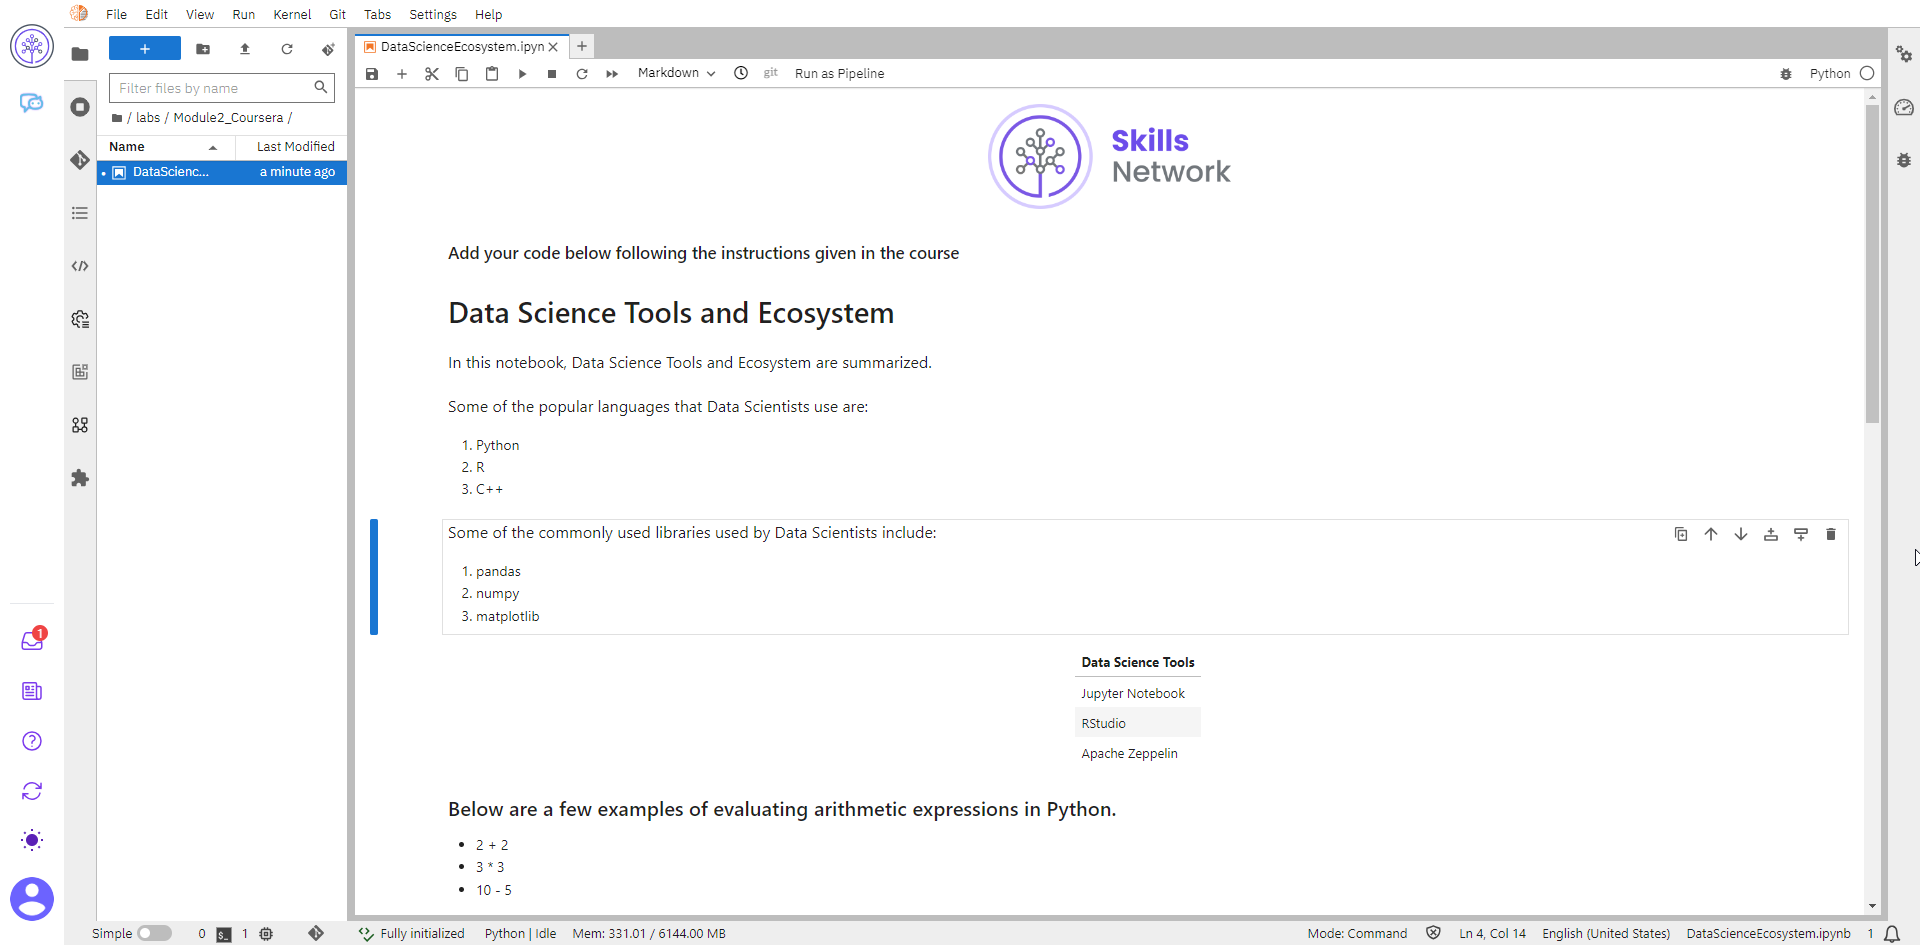 File Edit View Run Kernel Git Tabs Settings Help
+
Filter files by name
/ labs / Module2_Coursera /
Name Last Modified
DataScienc... a minute ago
DataScienceEcosystem.ipyn
Markdown git Run as Pipeline Python
Skills
Network
Add your code below following the instructions given in the course
Data Science Tools and Ecosystem
In this notebook, Data Science Tools and Ecosystem are summarized.
Some of the popular languages that Data Scientists use are:
1. Python
2. R
3. C++
Some of the commonly used libraries used by Data Scientists include:
1. pandas
2. numpy
3. matplotlib
Data Science Tools
Jupyter Notebook
RStudio
Apache Zeppelin
Below are a few examples of evaluating arithmetic expressions in Python.
• 2 + 2
• 3 * 3
• 10 - 5
1
Simple 0 $_ 1 Fully initialized Python | Idle Mem: 331.01 / 6144.00 MB Mode: Command Ln 4, Col 14 English (United States) DataScienceEcosystem.ipynb 1